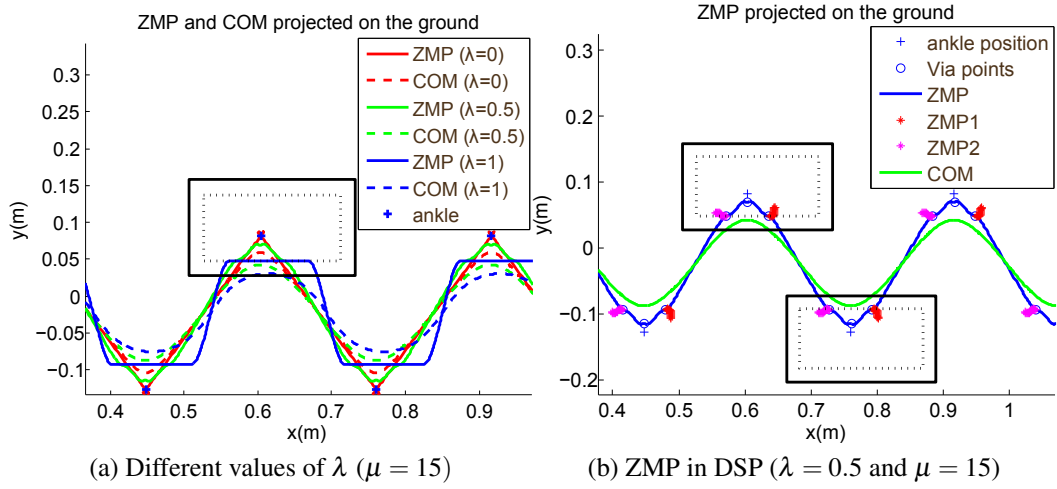 ZMP and COM projected on the ground
y(m)
0.3
0.25
0.2
0.15
0.1
0.05
0
−0.05
−0.1
0.4 0.5 0.6 0.7 0.8 0.9
x(m)
ZMP (λ=0)
COM (λ=0)
ZMP (λ=0.5)
COM (λ=0.5)
ZMP (λ=1)
COM (λ=1)
ankle
(a) Different values of λ (μ = 15)
ZMP projected on the ground
y(m)
0.3
0.2
0.1
0
−0.1
−0.2
0.4 0.5 0.6 0.7 0.8 0.9 1
x(m)
ankle position
Via points
ZMP
ZMP1
ZMP2
COM
(b) ZMP in DSP (λ = 0.5 and μ = 15)